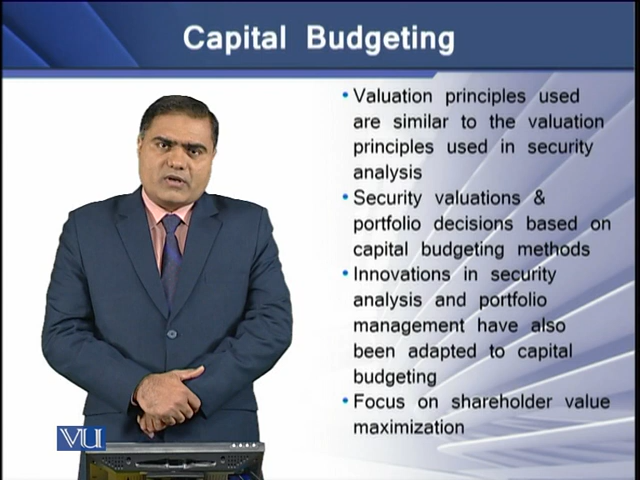 Capital Budgeting
• Valuation principles used
are similar to the valuation
principles used in security
analysis
• Security valuations &
portfolio decisions based on
capital budgeting methods
• Innovations in security
analysis and portfolio
management have also
been adapted to capital
budgeting
• Focus on shareholder value
maximization
VU